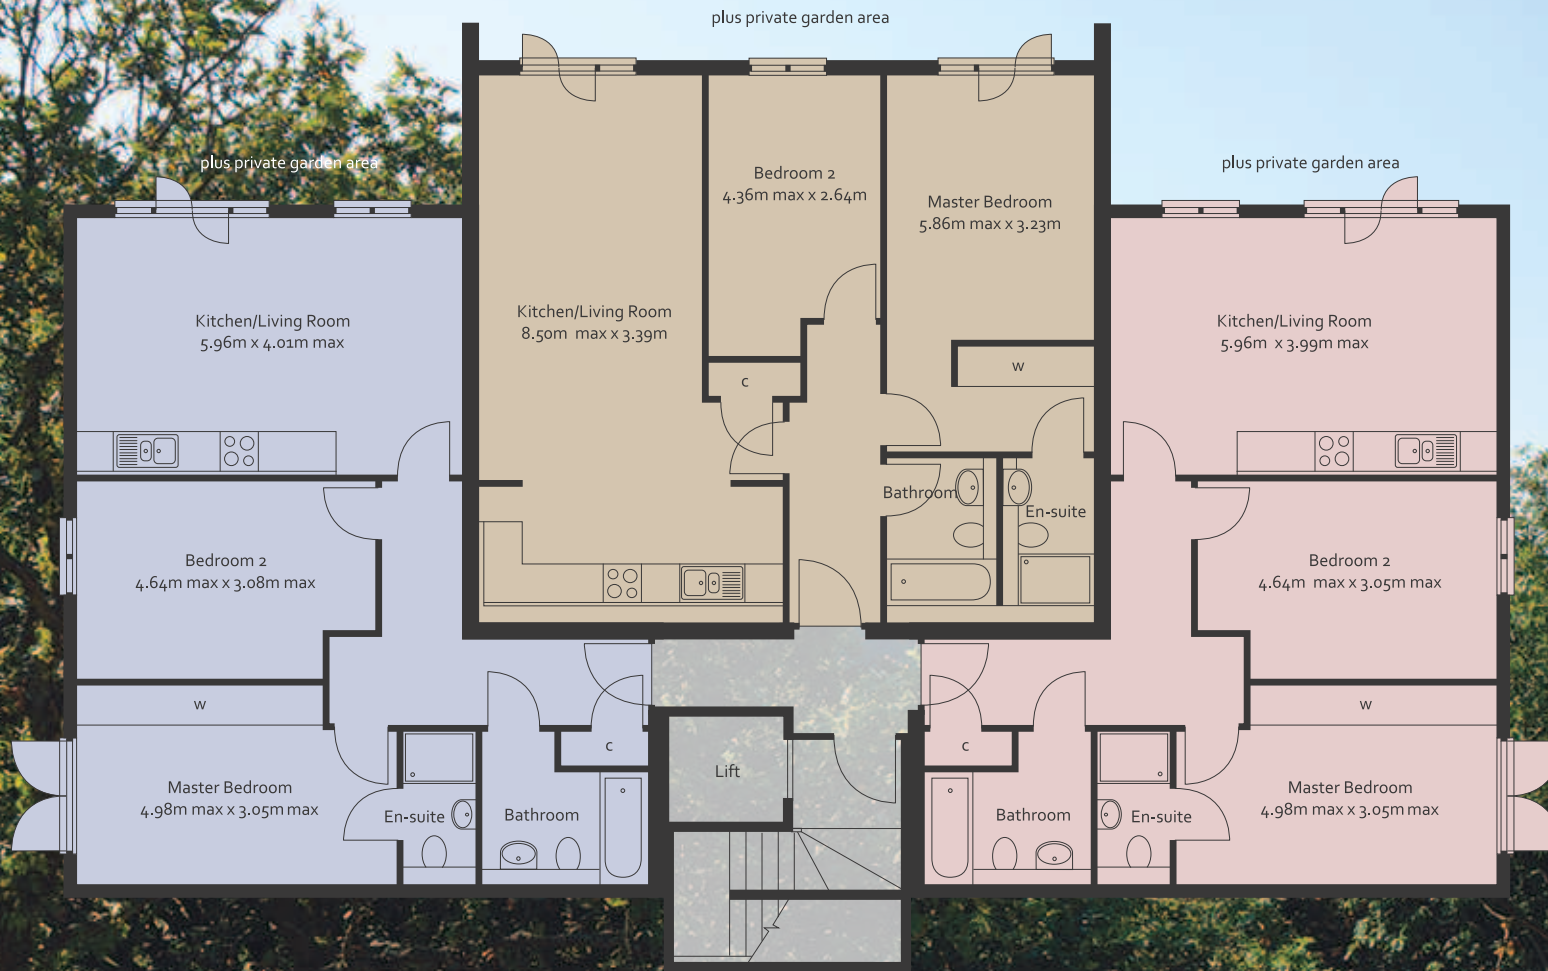 plus private garden area
plus private garden area
plus private garden area
Bedroom 2
4.36m max x 2.64m
Master Bedroom
5.86m max x 3.23m
Kitchen/Living Room
5.96m x 4.01m max
Kitchen/Living Room
8.50m max x 3.39m
Kitchen/Living Room
5.96m x 3.99m max
c
w
Bathroom
En-suite
Bedroom 2
4.64m max x 3.08m max
Bedroom 2
4.64m max x 3.05m max
w
w
c
Lift
c
Master Bedroom
4.98m max x 3.05m max
En-suite
Bathroom
Bathroom
En-suite
Master Bedroom
4.98m max x 3.05m max